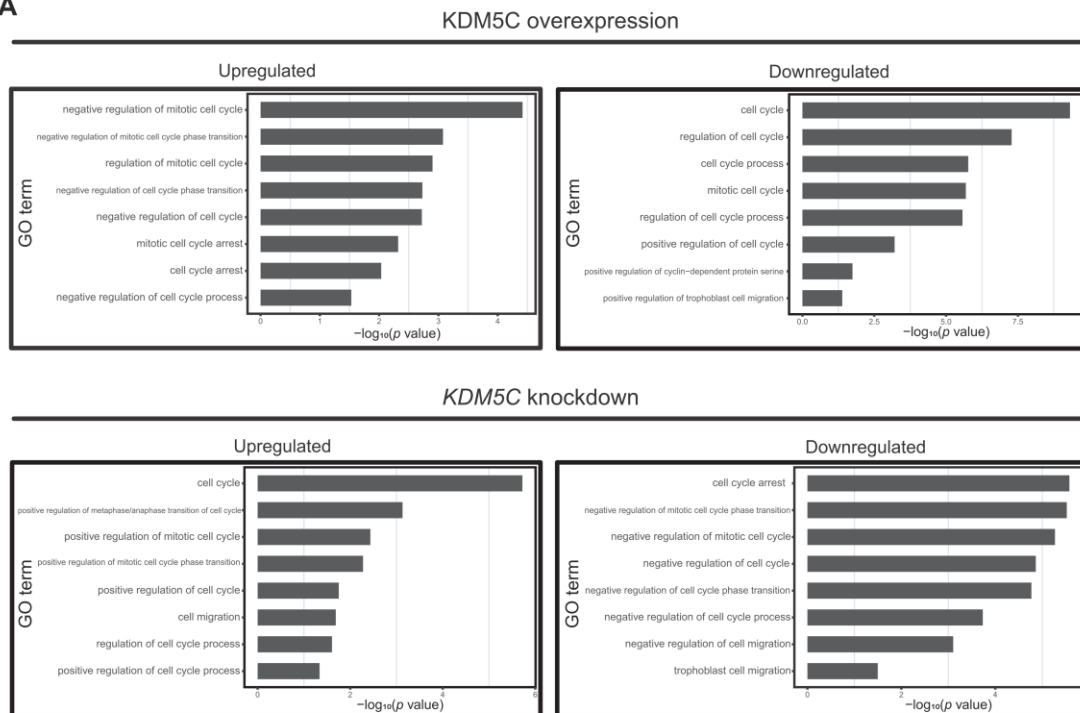 A
KDM5C overexpression
Upregulated
GO term
negative regulation of mitotic cell cycle
negative regulation of mitotic cell cycle phase transition
regulation of mitotic cell cycle
negative regulation of cell cycle phase transition
negative regulation of cell cycle
mitotic cell cycle arrest
cell cycle arrest
negative regulation of cell cycle process
0 1 2 3 4
−log₁₀(p value)
Downregulated
GO term
cell cycle
regulation of cell cycle
cell cycle process
mitotic cell cycle
regulation of cell cycle process
positive regulation of cell cycle
positive regulation of cyclin−dependent protein serine
positive regulation of trophoblast cell migration
0.0 2.5 5.0 7.5
−log₁₀(p value)
KDM5C knockdown
Upregulated
GO term
cell cycle
positive regulation of metaphase/anaphase transition of cell cycle
positive regulation of mitotic cell cycle
positive regulation of mitotic cell cycle phase transition
positive regulation of cell cycle
cell migration
regulation of cell cycle process
positive regulation of cell cycle process
0 2 4 6
−log₁₀(p value)
Downregulated
GO term
cell cycle arrest
negative regulation of mitotic cell cycle phase transition
negative regulation of mitotic cell cycle
negative regulation of cell cycle
negative regulation of cell cycle phase transition
negative regulation of cell cycle process
negative regulation of cell migration
trophoblast cell migration
0 2 4
−log₁₀(p value)